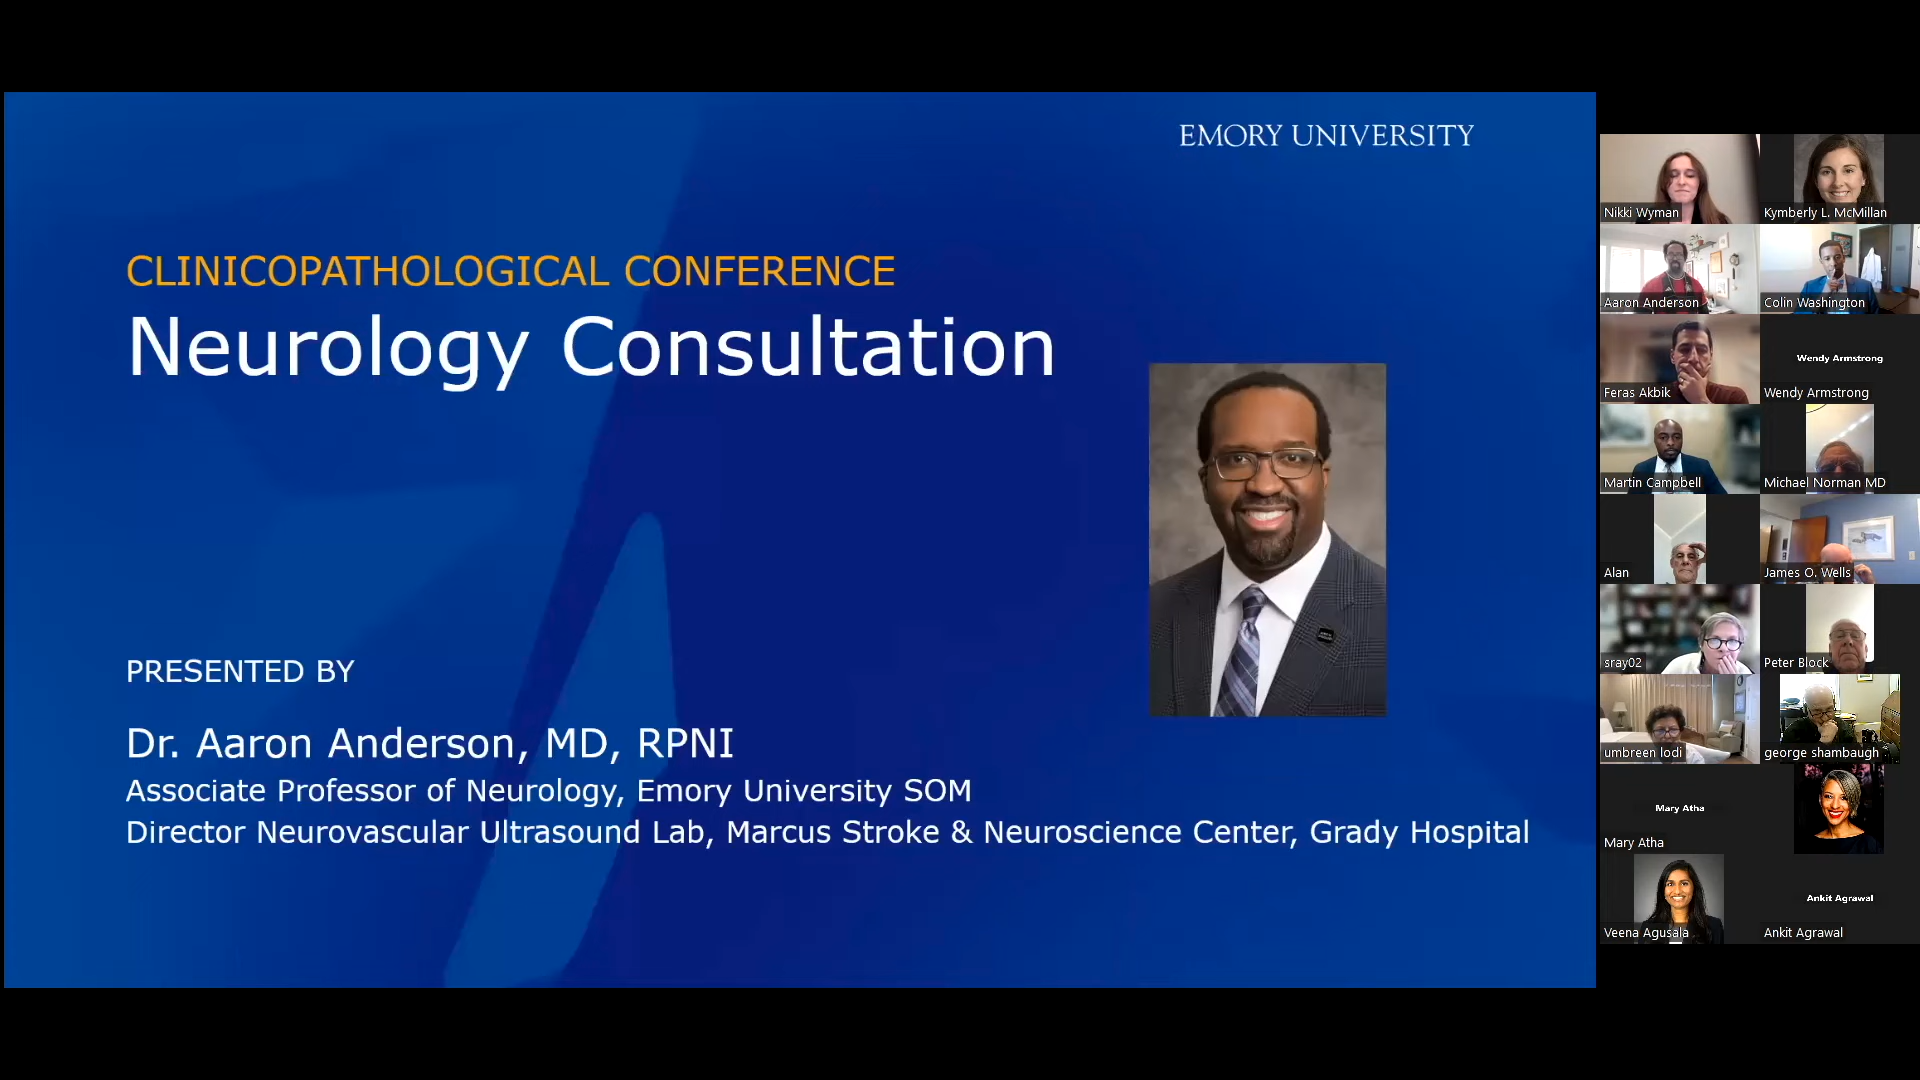 EMORY UNIVERSITY
CLINICOPATHOLOGICAL CONFERENCE
Neurology Consultation
PRESENTED BY
Dr. Aaron Anderson, MD, RPNI
Associate Professor of Neurology, Emory University SOM
Director Neurovascular Ultrasound Lab, Marcus Stroke & Neuroscience Center, Grady Hospital
Nikki Wyman
Kymberly L. McMillan
Aaron Anderson
Colin Washington
Feras Akbik
Wendy Armstrong
Wendy Armstrong
Martin Campbell
Michael Norman MD
Alan
James O. Wells
sray02
Peter Block
umbreen lodi
george shambaugh
Mary Atha
Mary Atha
Veena Agusala
Ankit Agrawal
Ankit Agrawal